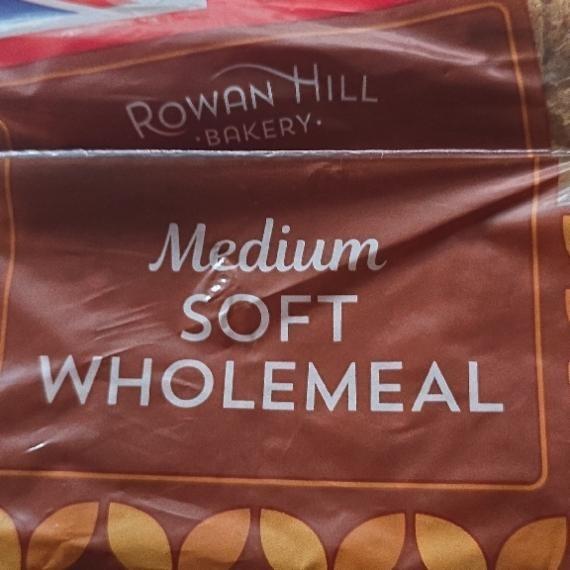 ROWAN HILL
·BAKERY·
Medium
SOFT
WHOLEMEAL